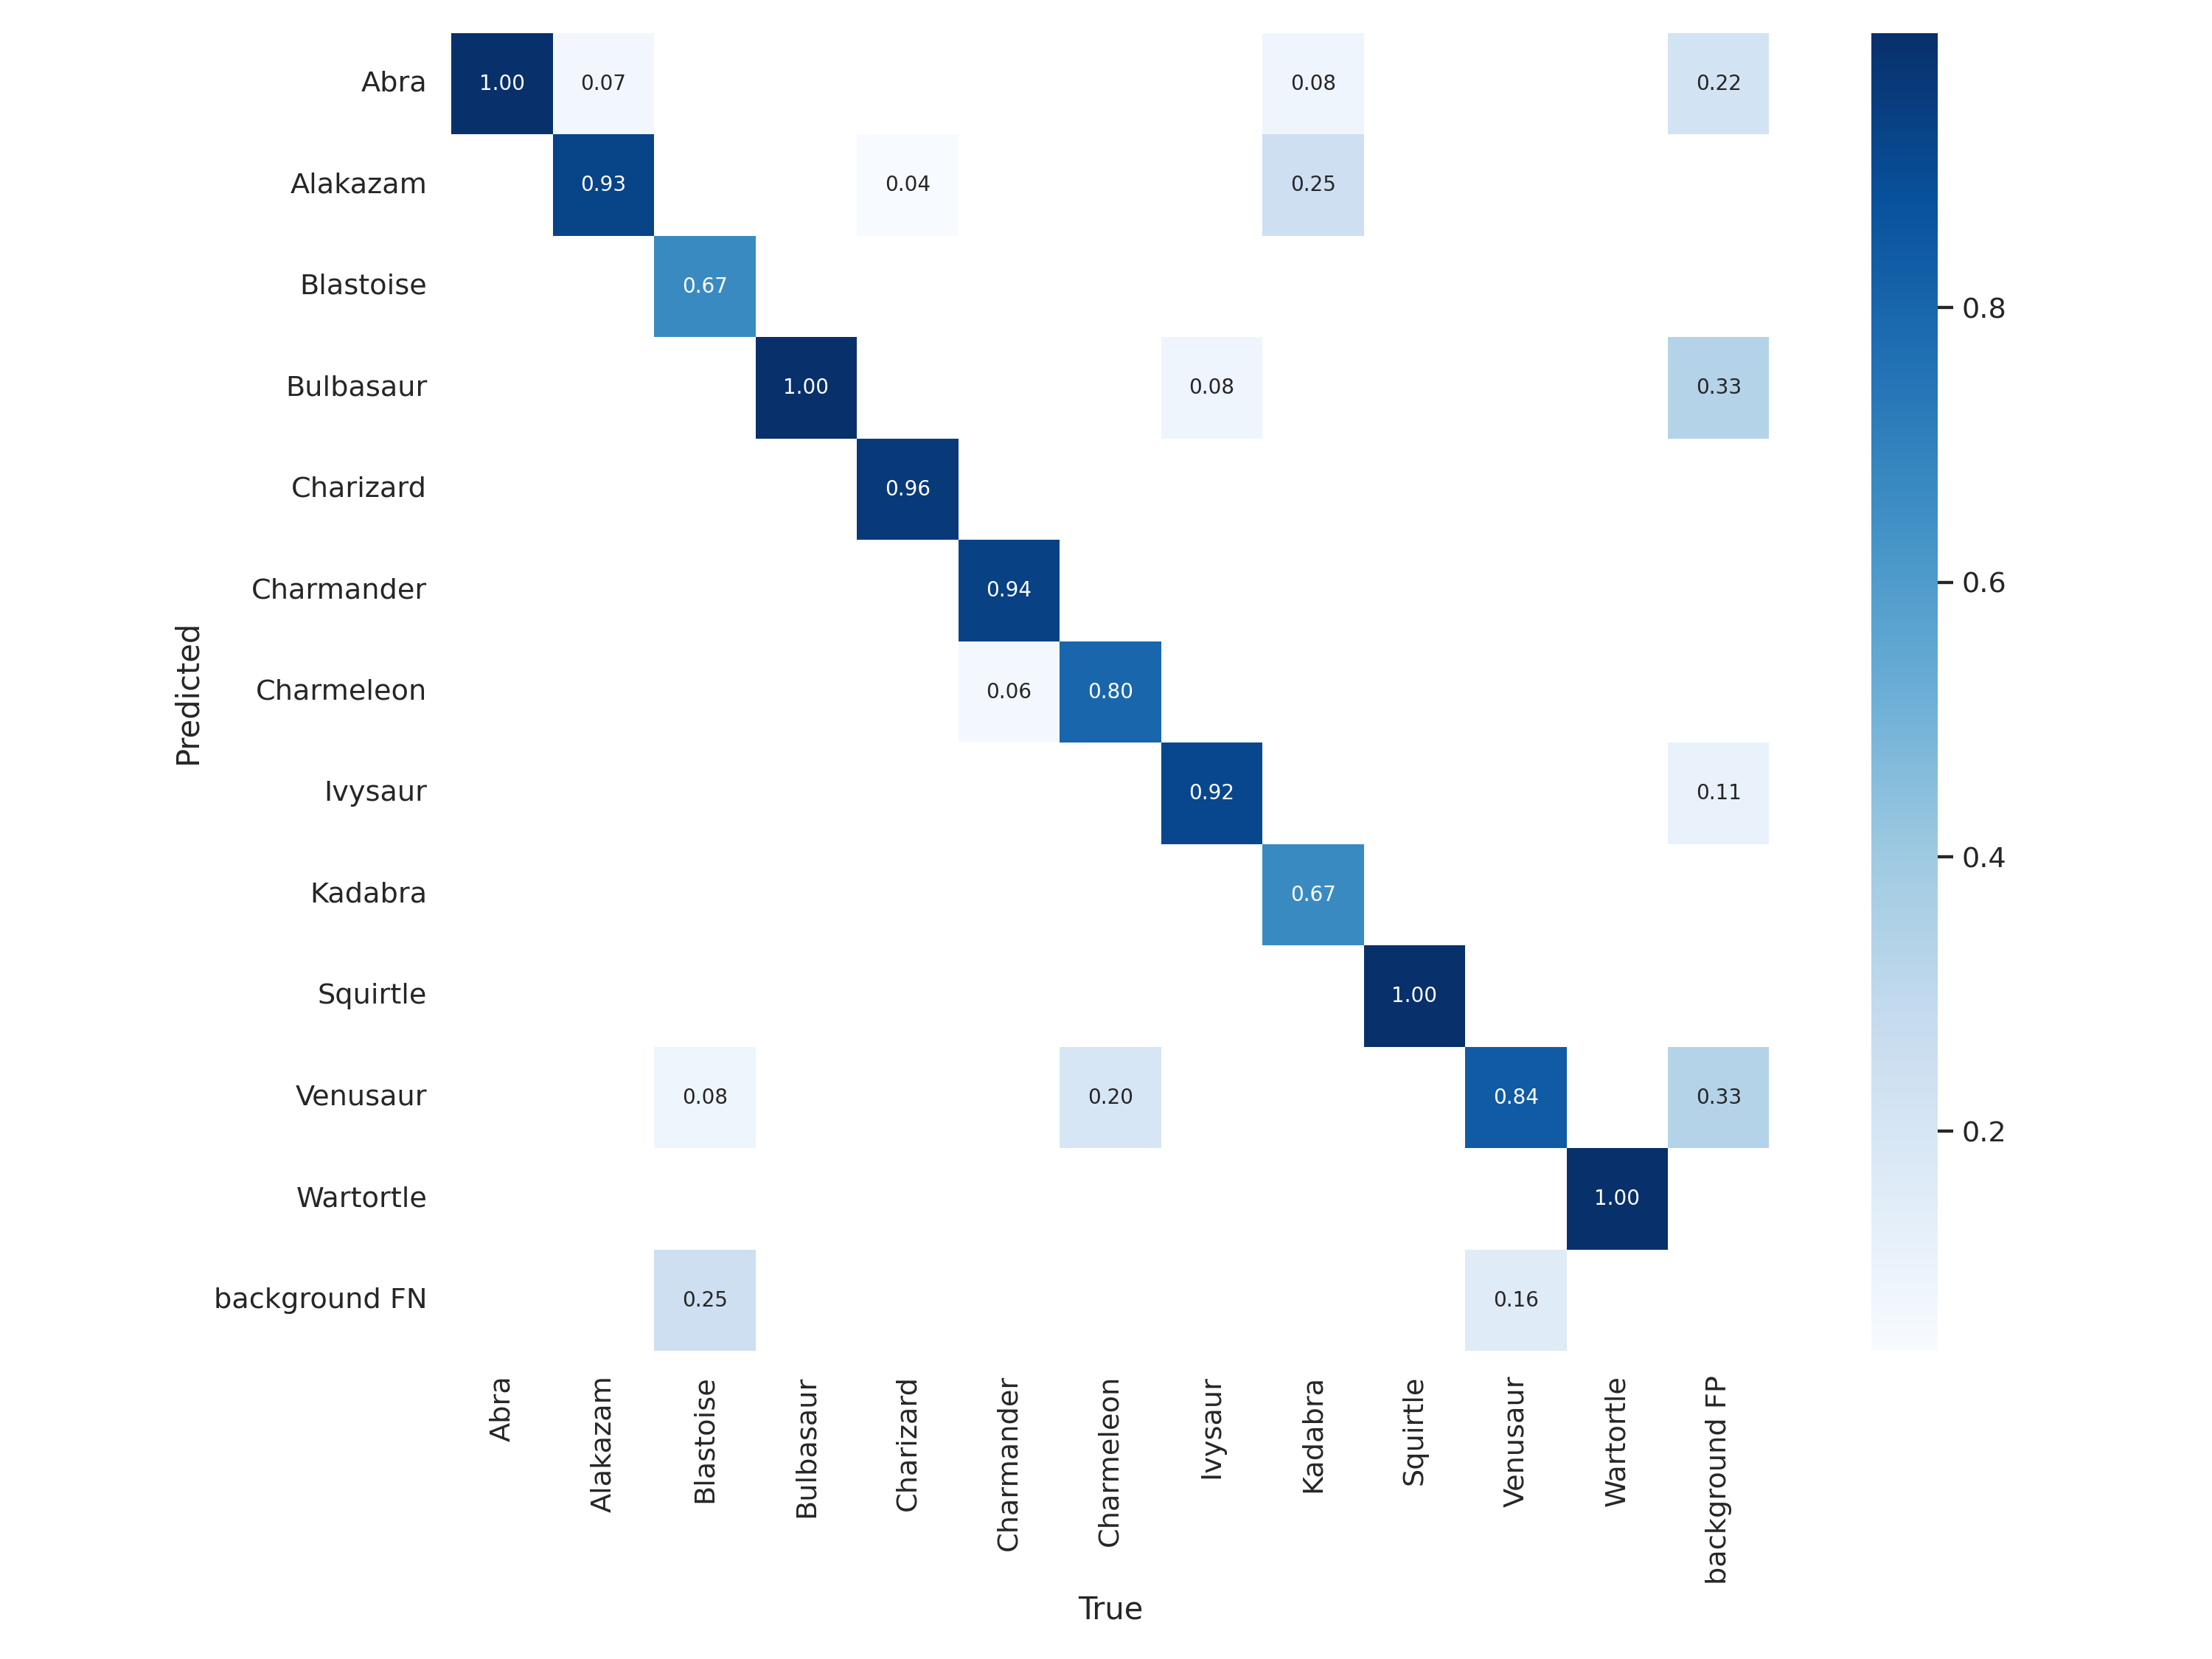 Abra 1.00 0.07 0.08 0.22
Alakazam 0.93 0.04 0.25
Blastoise 0.67
0.8
Bulbasaur 1.00 0.08 0.33
Charizard 0.96
Charmander 0.94
0.6
Predicted
Charmeleon 0.06 0.80
Ivysaur 0.92 0.11
0.4
Kadabra 0.67
Squirtle 1.00
Venusaur 0.08 0.20 0.84 0.33
0.2
Wartortle 1.00
background FN 0.25 0.16
Abra
Alakazam
Blastoise
Bulbasaur
Charizard
Charmander
Charmeleon
Ivysaur
Kadabra
Squirtle
Venusaur
Wartortle
background FP
True